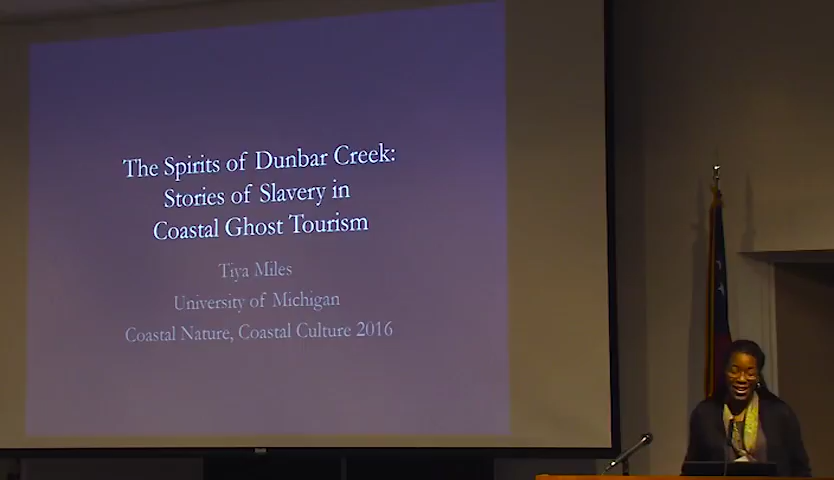 The Spirits of Dunbar Creek:
Stories of Slavery in
Coastal Ghost Tourism
Tiya Miles
University of Michigan
Coastal Nature, Coastal Culture 2016